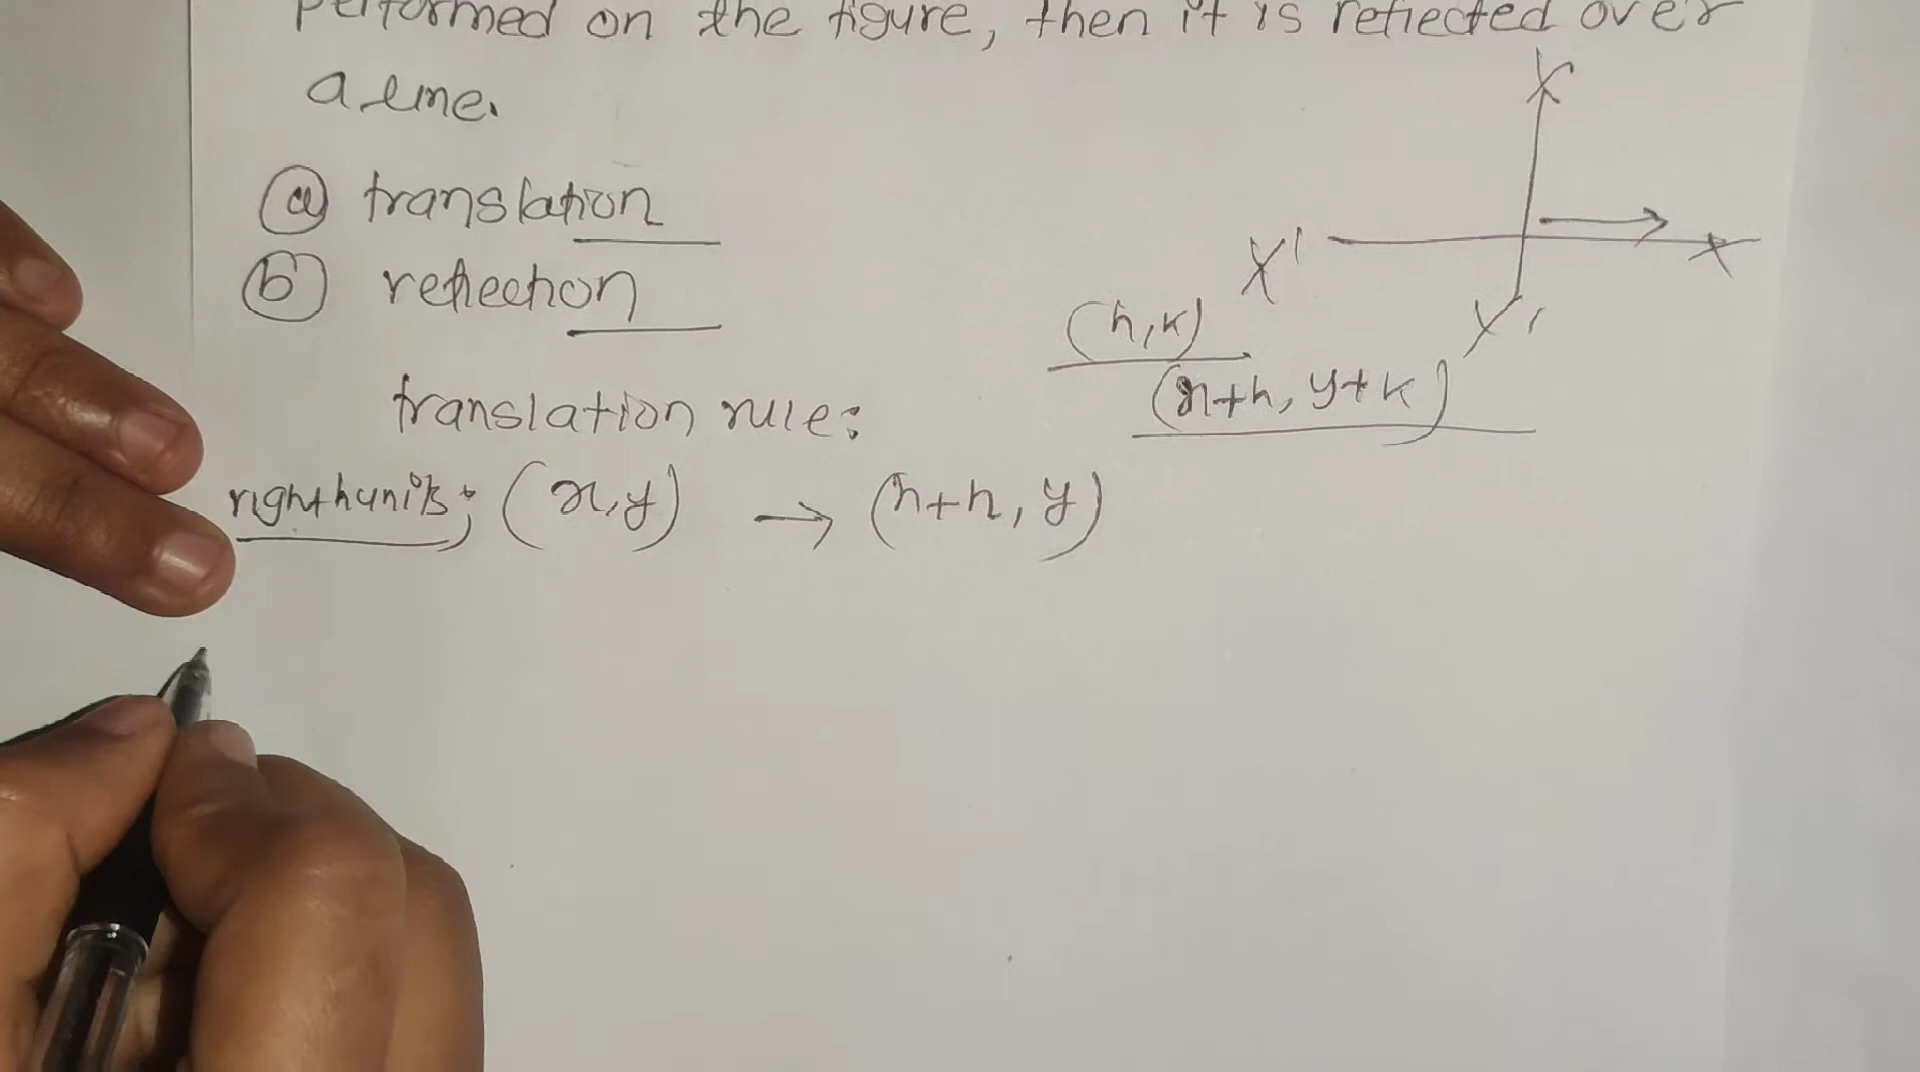 performed on the figure, then it is reflected over
a line.
Y
X' X
Y'
(a) translation
(b) reflection
(h,k)
(x+h, y+k)
translation rule:
right h units; (x,y) → (x+h, y)